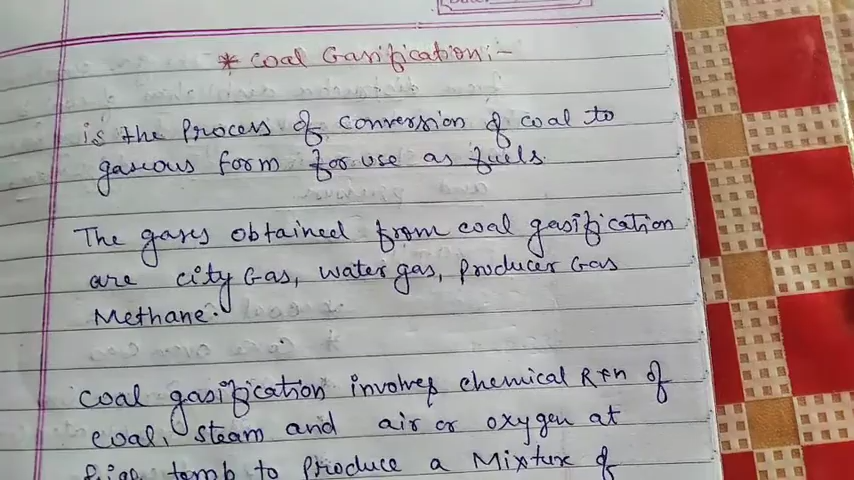 * Coal Gasification:-
is the Process of conversion of coal to
gaseous form for use as fuels.
The gases obtained from coal gasification
are city Gas, water gas, Producer Gas
Methane.
Coal gasification involves chemical Rxn of
coal, steam and air or oxygen at
temp to Produce a Mixture of